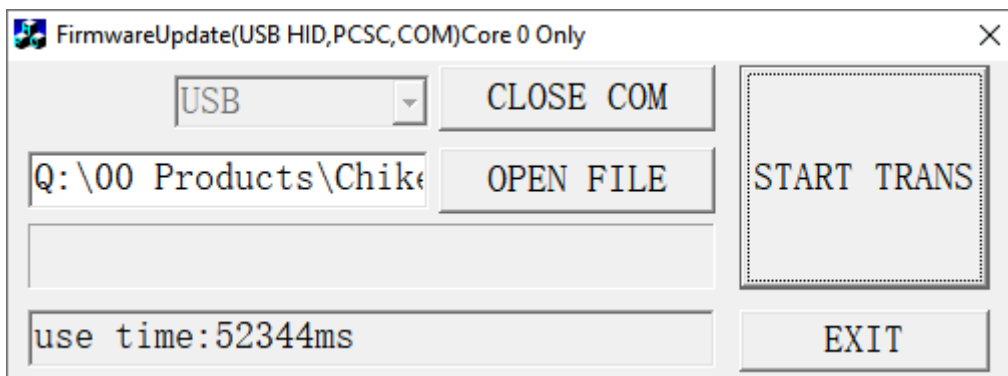 FirmwareUpdate(USB HID,PCSC,COM)Core 0 Only
USB
CLOSE COM
Q:\00 Products\Chike
OPEN FILE
START TRANS
use time:52344ms
EXIT